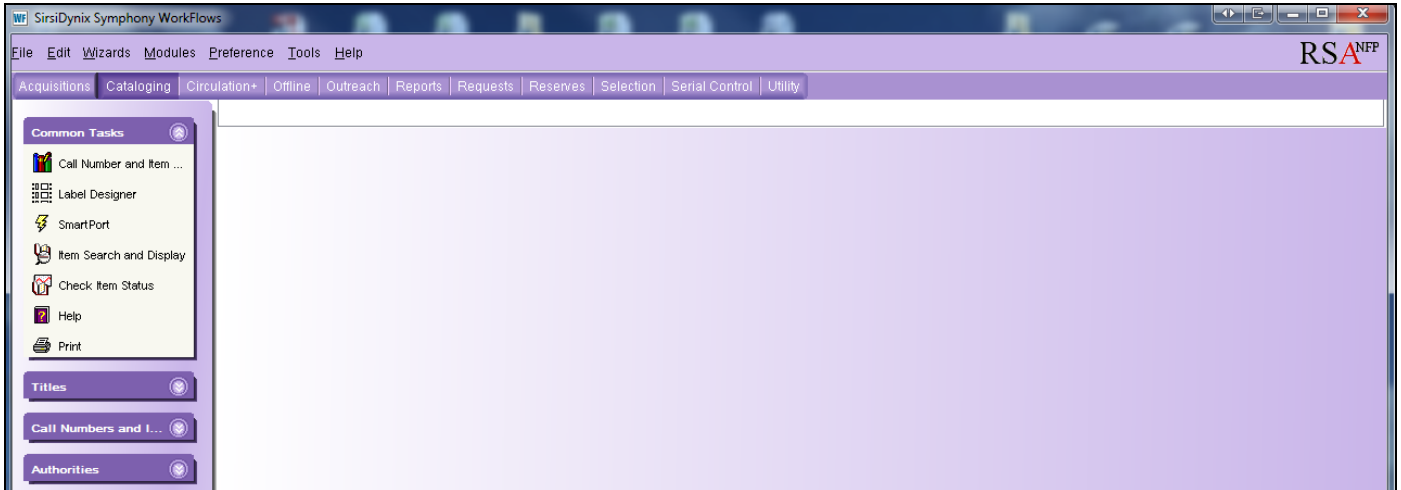 WF SirsiDynix Symphony WorkFlows
File Edit Wizards Modules Preference Tools Help
RSA NFP
Acquisitions Cataloging Circulation+ Offline Outreach Reports Requests Reserves Selection Serial Control Utility
Common Tasks
Call Number and Item ...
Label Designer
SmartPort
Item Search and Display
Check Item Status
Help
Print
Titles
Call Numbers and I...
Authorities